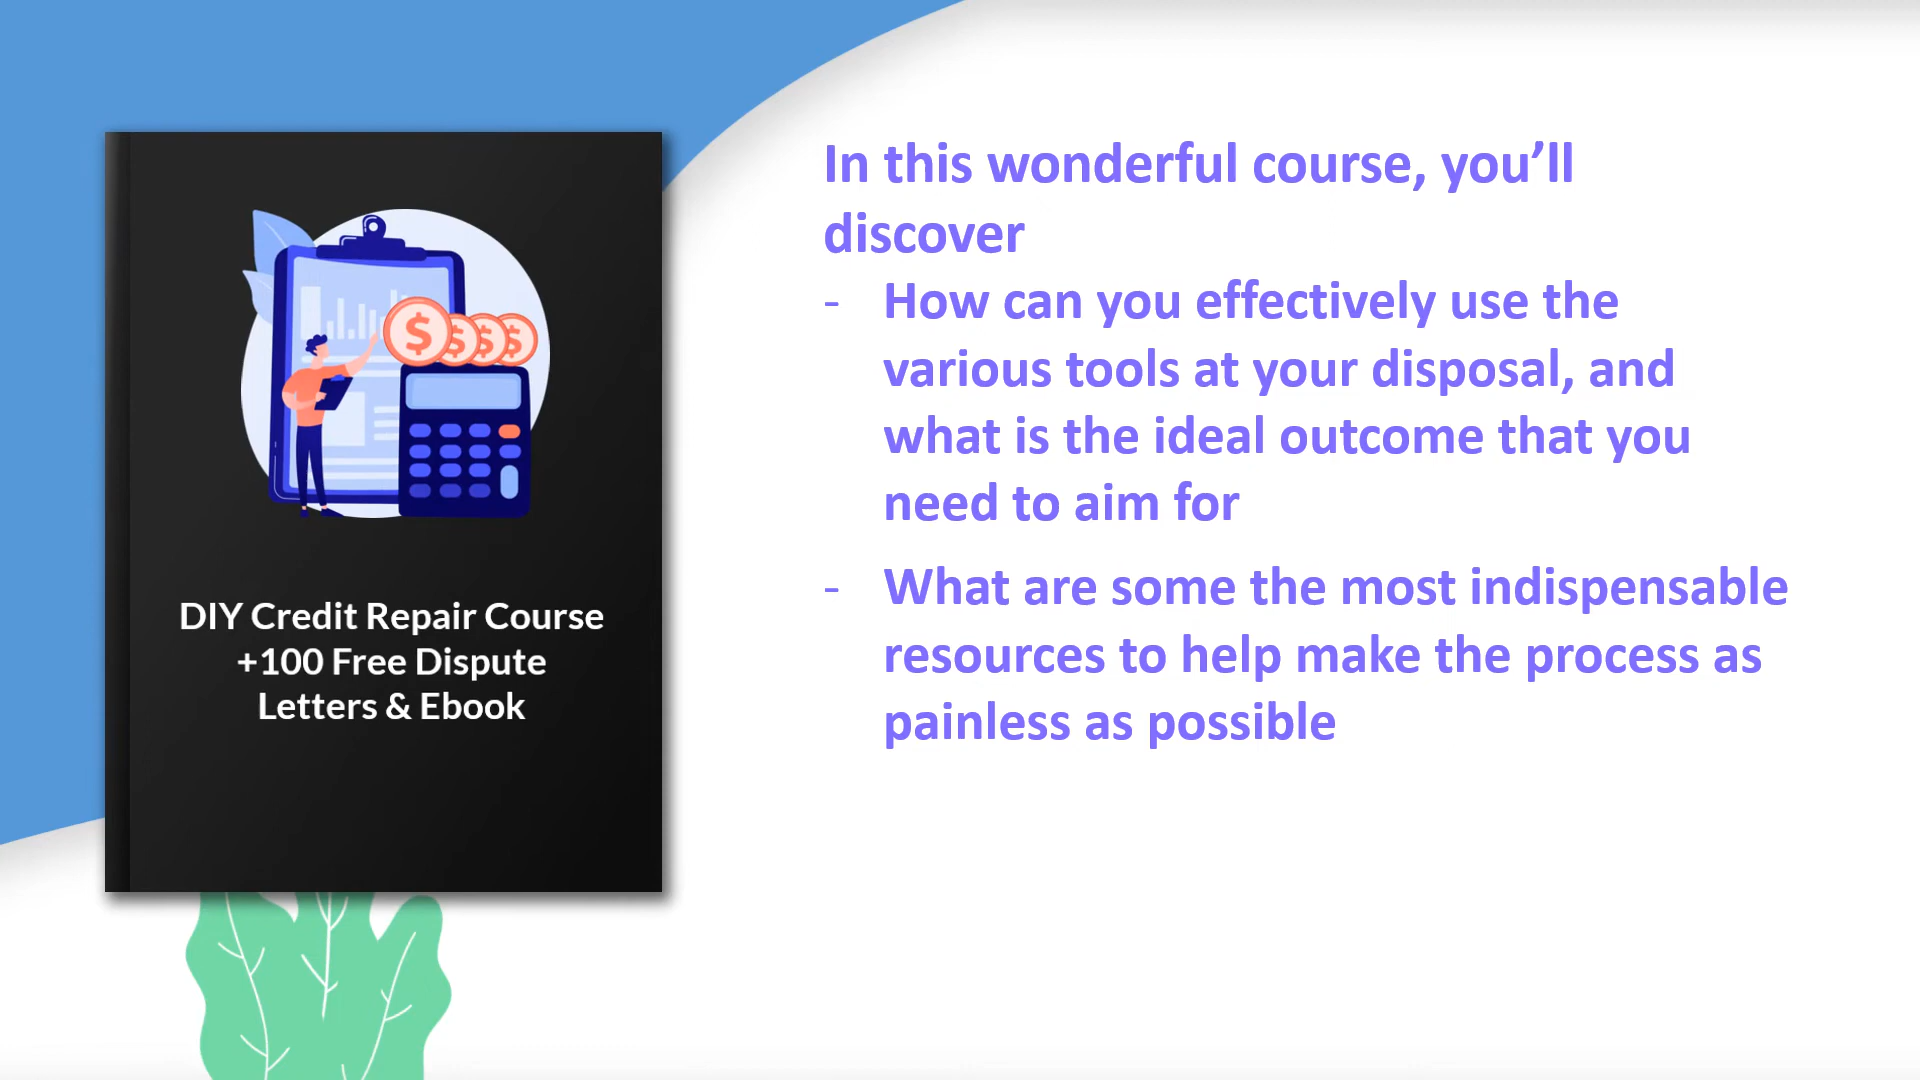 DIY Credit Repair Course
+100 Free Dispute
Letters & Ebook
In this wonderful course, you’ll
discover
- How can you effectively use the
various tools at your disposal, and
what is the ideal outcome that you
need to aim for
- What are some the most indispensable
resources to help make the process as
painless as possible
$
$
$
$